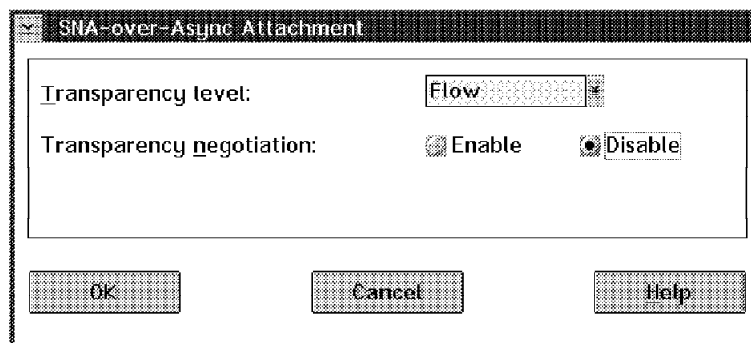 SNA-over-Async Attachment
Transparency level: Flow
Transparency negotiation: Enable Disable
OK Cancel Help